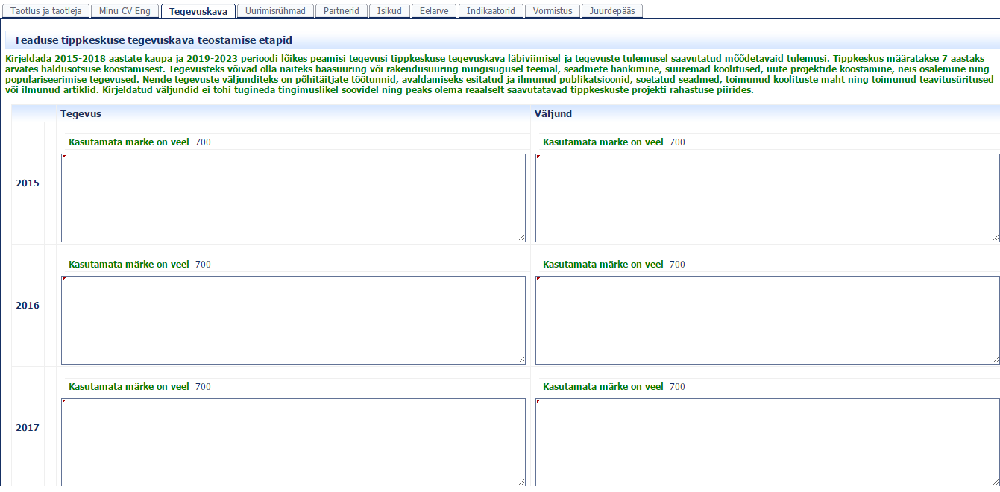 Taotlus ja taotleja Minu CV Eng Tegevuskava Uurimisrühmad Partnerid Isikud Eelarve Indikaatorid Vormistus Juurdepääs
Teaduse tippkeskuse tegevuskava teostamise etapid
Kirjeldada 2015-2018 aastate kaupa ja 2019-2023 perioodi lõikes peamisi tegevusi tippkeskuse tegevuskava läbiviimisel ja tegevuste tulemusel saavutatud mõõdetavaid tulemusi. Tippkeskus määratakse 7 aastaks
arvates haldusotsuse koostamisest. Tegevusteks võivad olla näiteks baasuuring või rakendusuuring mingisugusel teemal, seadmete hankimine, suuremad koolitused, uute projektide koostamine, neis osalemine ning
populariseerimise tegevused. Nende tegevuste väljunditeks on põhitäitjate töötunnid, avaldamiseks esitatud ja ilmunud publikatsioonid, soetatud seadmed, toimunud koolituste maht ning toimunud teavitusüritused
või ilmunud artiklid. Kirjeldatud väljundid ei tohi tugineda tingimuslikel soovidel ning peaks olema reaalselt saavutatavad tippkeskuste projekti rahastuse piirides.
Tegevus Väljund
Kasutamata märke on veel 700 Kasutamata märke on veel 700
2015
Kasutamata märke on veel 700 Kasutamata märke on veel 700
2016
Kasutamata märke on veel 700 Kasutamata märke on veel 700
2017